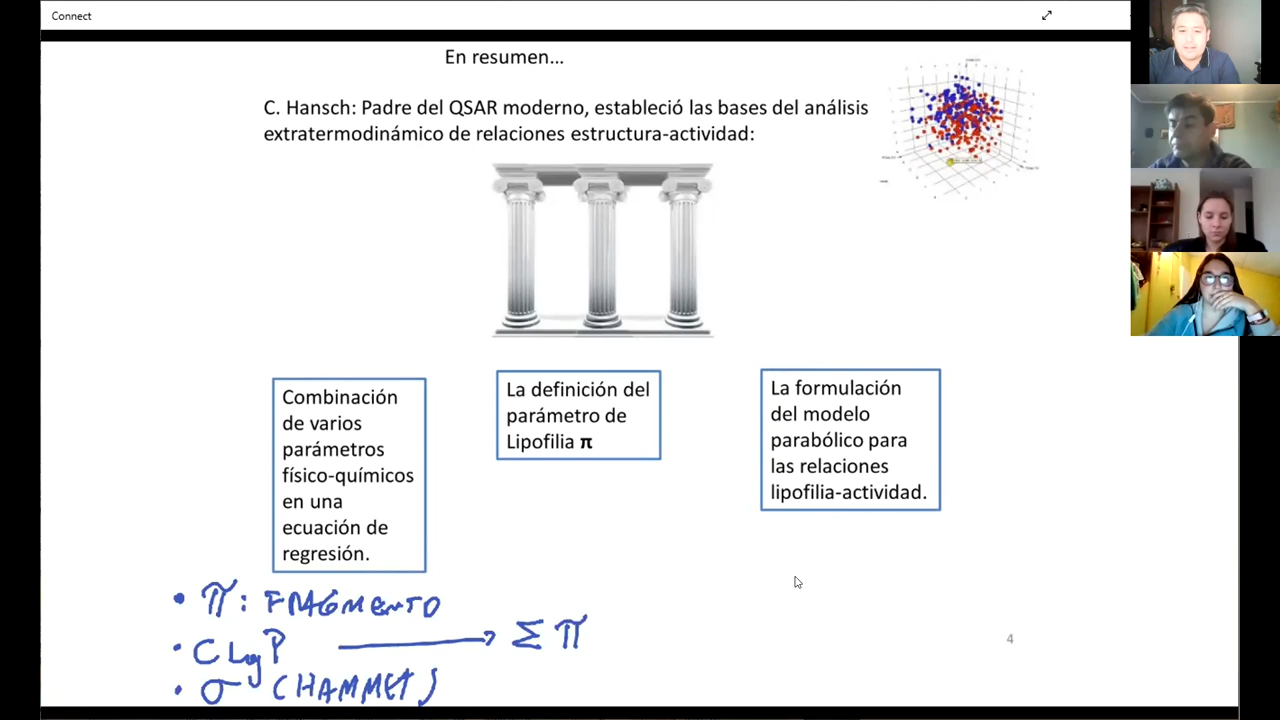 Connect
En resumen...
C. Hansch: Padre del QSAR moderno, estableció las bases del análisis
extratermodinámico de relaciones estructura-actividad:
Combinación
de varios
parámetros
físico-químicos
en una
ecuación de
regresión.
La definición del
parámetro de
Lipofilia π
La formulación
del modelo
parabólico para
las relaciones
lipofilia-actividad.
• π: FRAGMENTO
• CLogP → Σ π
• σ (HAMMET)
4